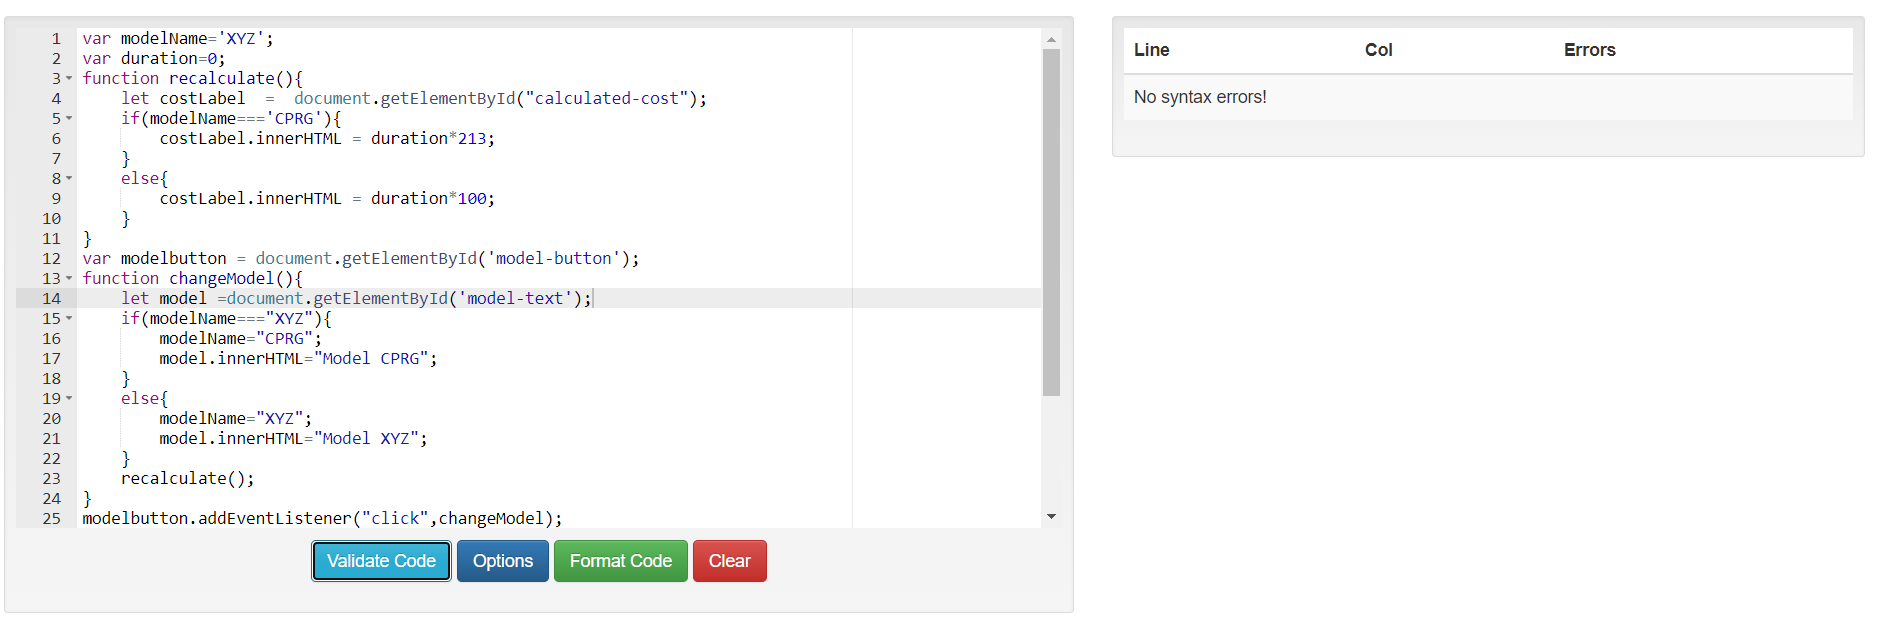 1 var modelName='XYZ';
2 var duration=0;
3 function recalculate(){
4     let costLabel  =  document.getElementById("calculated-cost");
5     if(modelName==='CPRG'){
6         costLabel.innerHTML = duration*213;
7     }
8     else{
9         costLabel.innerHTML = duration*100;
10     }
11 }
12 var modelbutton = document.getElementById('model-button');
13 function changeModel(){
14     let model =document.getElementById('model-text');
15     if(modelName==="XYZ"){
16         modelName="CPRG";
17         model.innerHTML="Model CPRG";
18     }
19     else{
20         modelName="XYZ";
21         model.innerHTML="Model XYZ";
22     }
23     recalculate();
24 }
25 modelbutton.addEventListener("click",changeModel);
Validate Code Options Format Code Clear
Line Col Errors
No syntax errors!